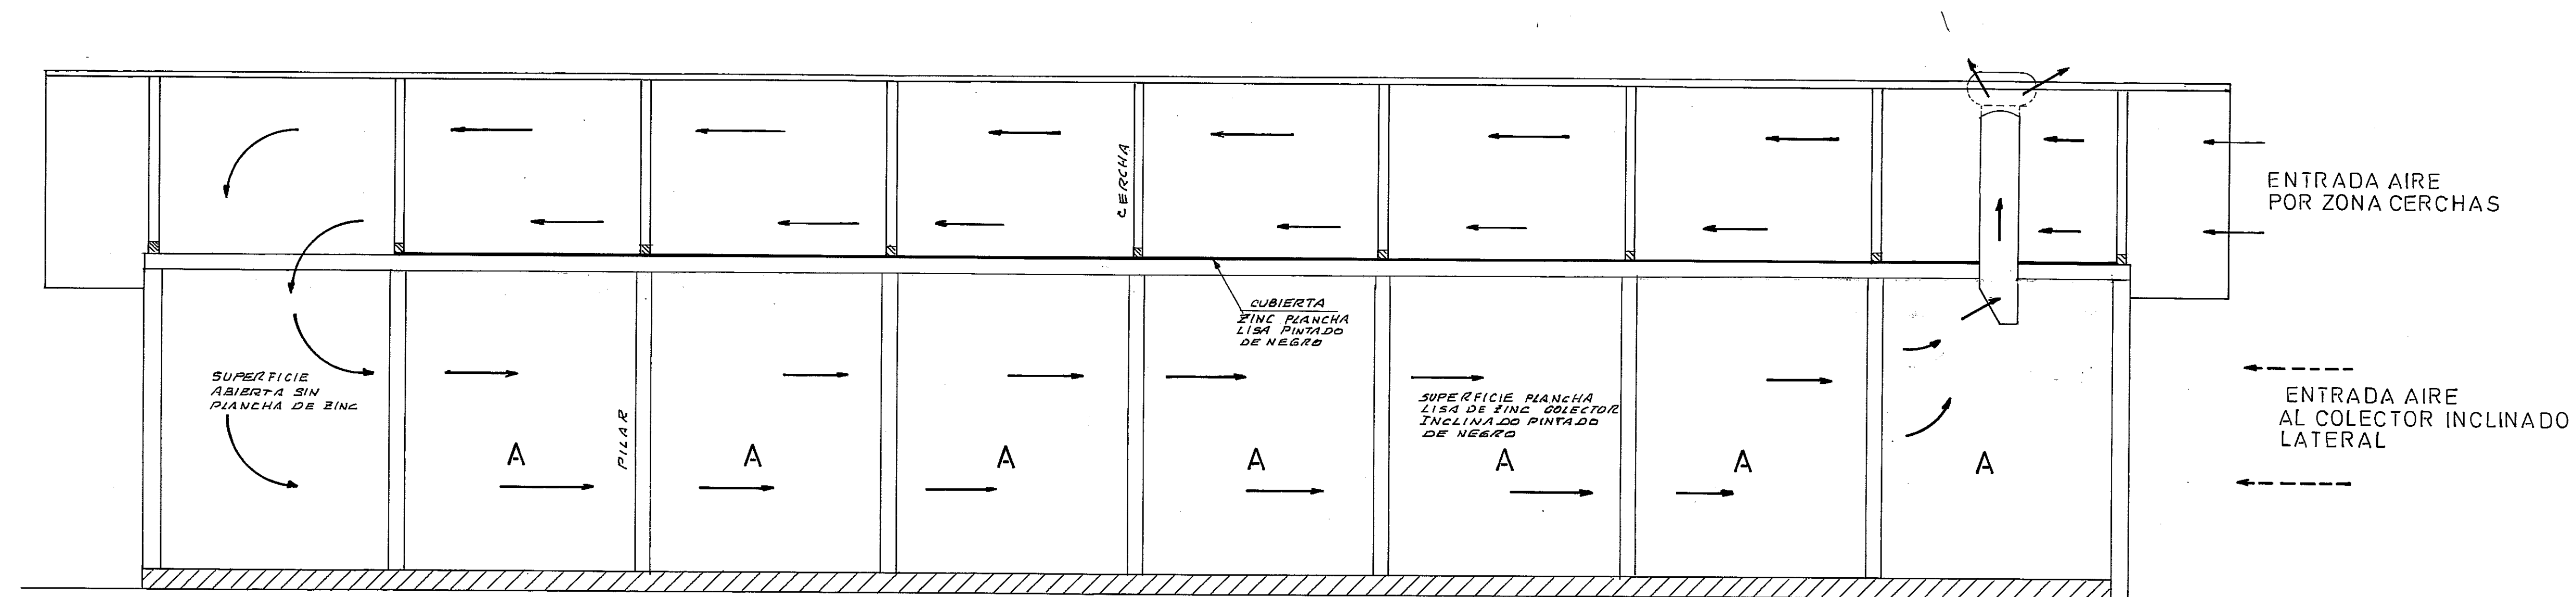 CERCHA
ENTRADA AIRE
POR ZONA CERCHAS
CUBIERTA
ZINC PLANCHA
LISA PINTADO
DE NEGRO
SUPERFICIE
ABIERTA SIN
PLANCHA DE ZINC
PILAR
SUPERFICIE PLANCHA
LISA DE ZINC COLECTOR
INCLINADO PINTADO
DE NEGRO
ENTRADA AIRE
AL COLECTOR INCLINADO
LATERAL
A
A
A
A
A
A
A